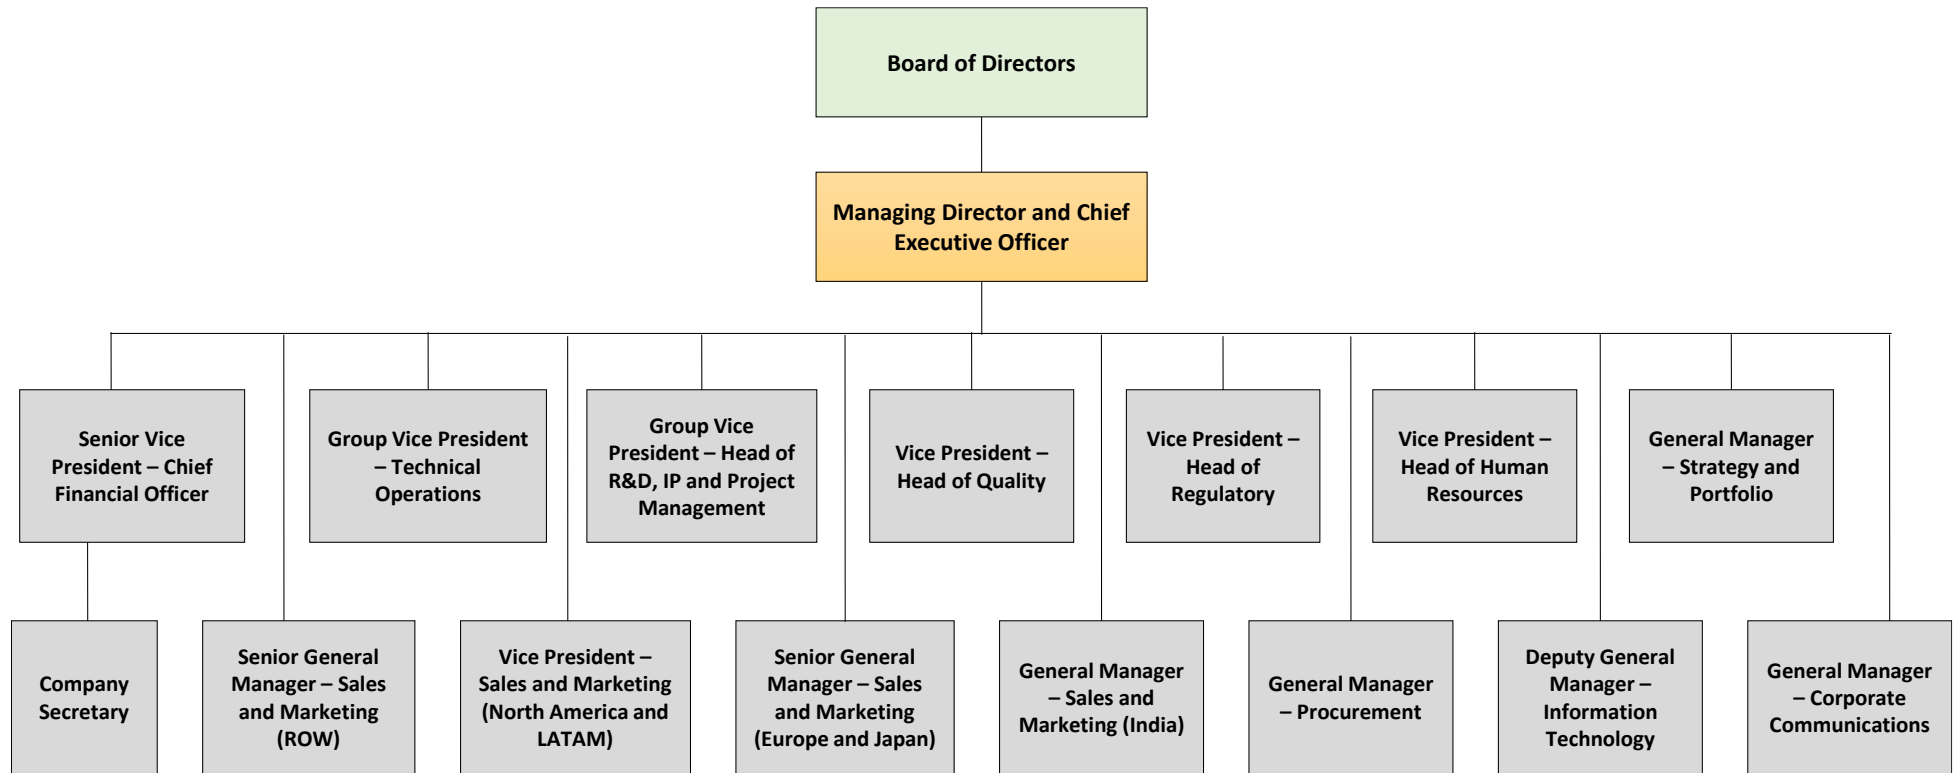 Board of Directors
Managing Director and Chief
Executive Officer
Senior Vice
President – Chief
Financial Officer
Group Vice President
– Technical
Operations
Group Vice
President – Head of
R&D, IP and Project
Management
Vice President –
Head of Quality
Vice President –
Head of
Regulatory
Vice President –
Head of Human
Resources
General Manager
– Strategy and
Portfolio
Company
Secretary
Senior General
Manager – Sales
and Marketing
(ROW)
Vice President –
Sales and Marketing
(North America and
LATAM)
Senior General
Manager – Sales
and Marketing
(Europe and Japan)
General Manager
– Sales and
Marketing (India)
General Manager
– Procurement
Deputy General
Manager –
Information
Technology
General Manager
– Corporate
Communications